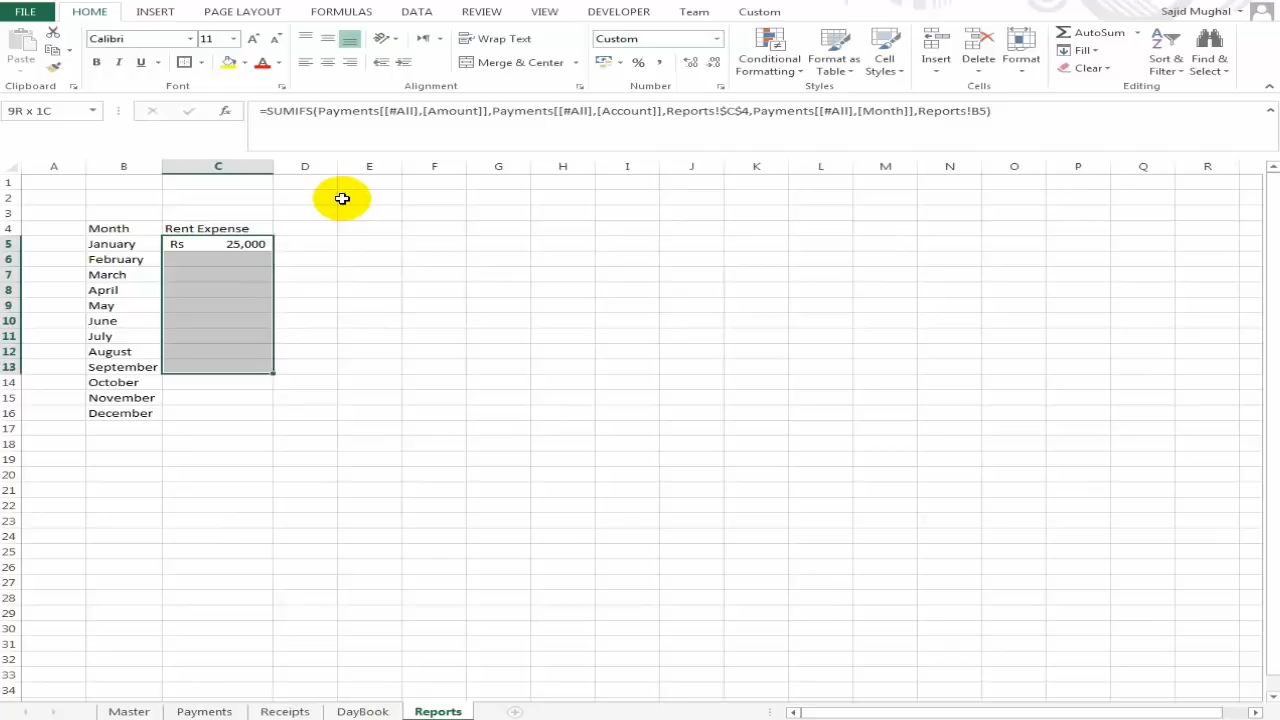 FILE HOME INSERT PAGE LAYOUT FORMULAS DATA REVIEW VIEW DEVELOPER Team Custom Sajid Mughal
Paste Calibri 11 A A Wrap Text Custom AutoSum
B I U A Merge & Center % , Conditional Formatting Format as Table Cell Styles Insert Delete Format Fill Clear Sort & Filter Find & Select
Clipboard Font Alignment Number Styles Cells Editing
9R x 1C fx =SUMIFS(Payments[[#All],[Amount]],Payments[[#All],[Account]],Reports!$C$4,Payments[[#All],[Month]],Reports!B5)
A B C D E F G H I J K L M N O P Q R
1
2
3
4 Month Rent Expense
5 January Rs 25,000
6 February
7 March
8 April
9 May
10 June
11 July
12 August
13 September
14 October
15 November
16 December
17
18
19
20
21
22
23
24
25
26
27
28
29
30
31
32
33
34
Master Payments Receipts DayBook Reports